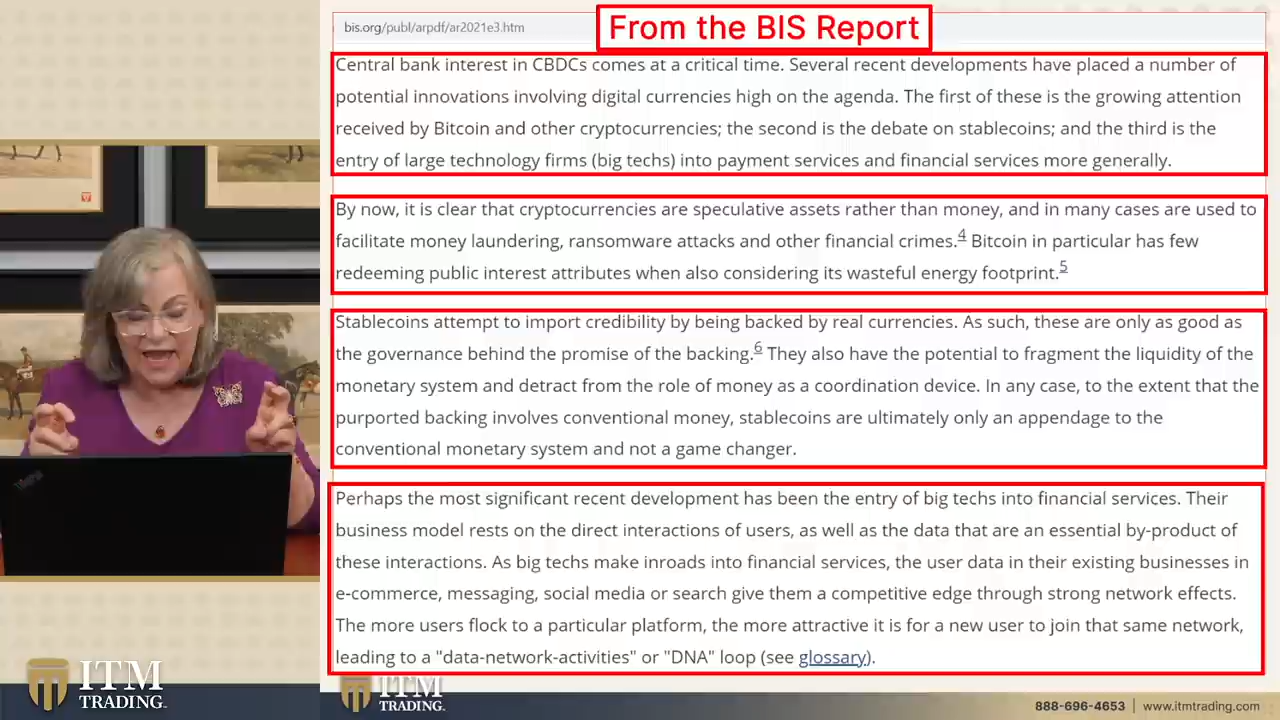 From the BIS Report
bis.org/publ/arpdf/ar2021e3.htm
Central bank interest in CBDCs comes at a critical time. Several recent developments have placed a number of
potential innovations involving digital currencies high on the agenda. The first of these is the growing attention
received by Bitcoin and other cryptocurrencies; the second is the debate on stablecoins; and the third is the
entry of large technology firms (big techs) into payment services and financial services more generally.
By now, it is clear that cryptocurrencies are speculative assets rather than money, and in many cases are used to
facilitate money laundering, ransomware attacks and other financial crimes.4 Bitcoin in particular has few
redeeming public interest attributes when also considering its wasteful energy footprint.5
Stablecoins attempt to import credibility by being backed by real currencies. As such, these are only as good as
the governance behind the promise of the backing.6 They also have the potential to fragment the liquidity of the
monetary system and detract from the role of money as a coordination device. In any case, to the extent that the
purported backing involves conventional money, stablecoins are ultimately only an appendage to the
conventional monetary system and not a game changer.
Perhaps the most significant recent development has been the entry of big techs into financial services. Their
business model rests on the direct interactions of users, as well as the data that are an essential by-product of
these interactions. As big techs make inroads into financial services, the user data in their existing businesses in
e-commerce, messaging, social media or search give them a competitive edge through strong network effects.
The more users flock to a particular platform, the more attractive it is for a new user to join that same network,
leading to a "data-network-activities" or "DNA" loop (see glossary).
ThinkPad
ITM
TRADING.
ITM
TRADING.
888-696-4653 | www.itmtrading.com